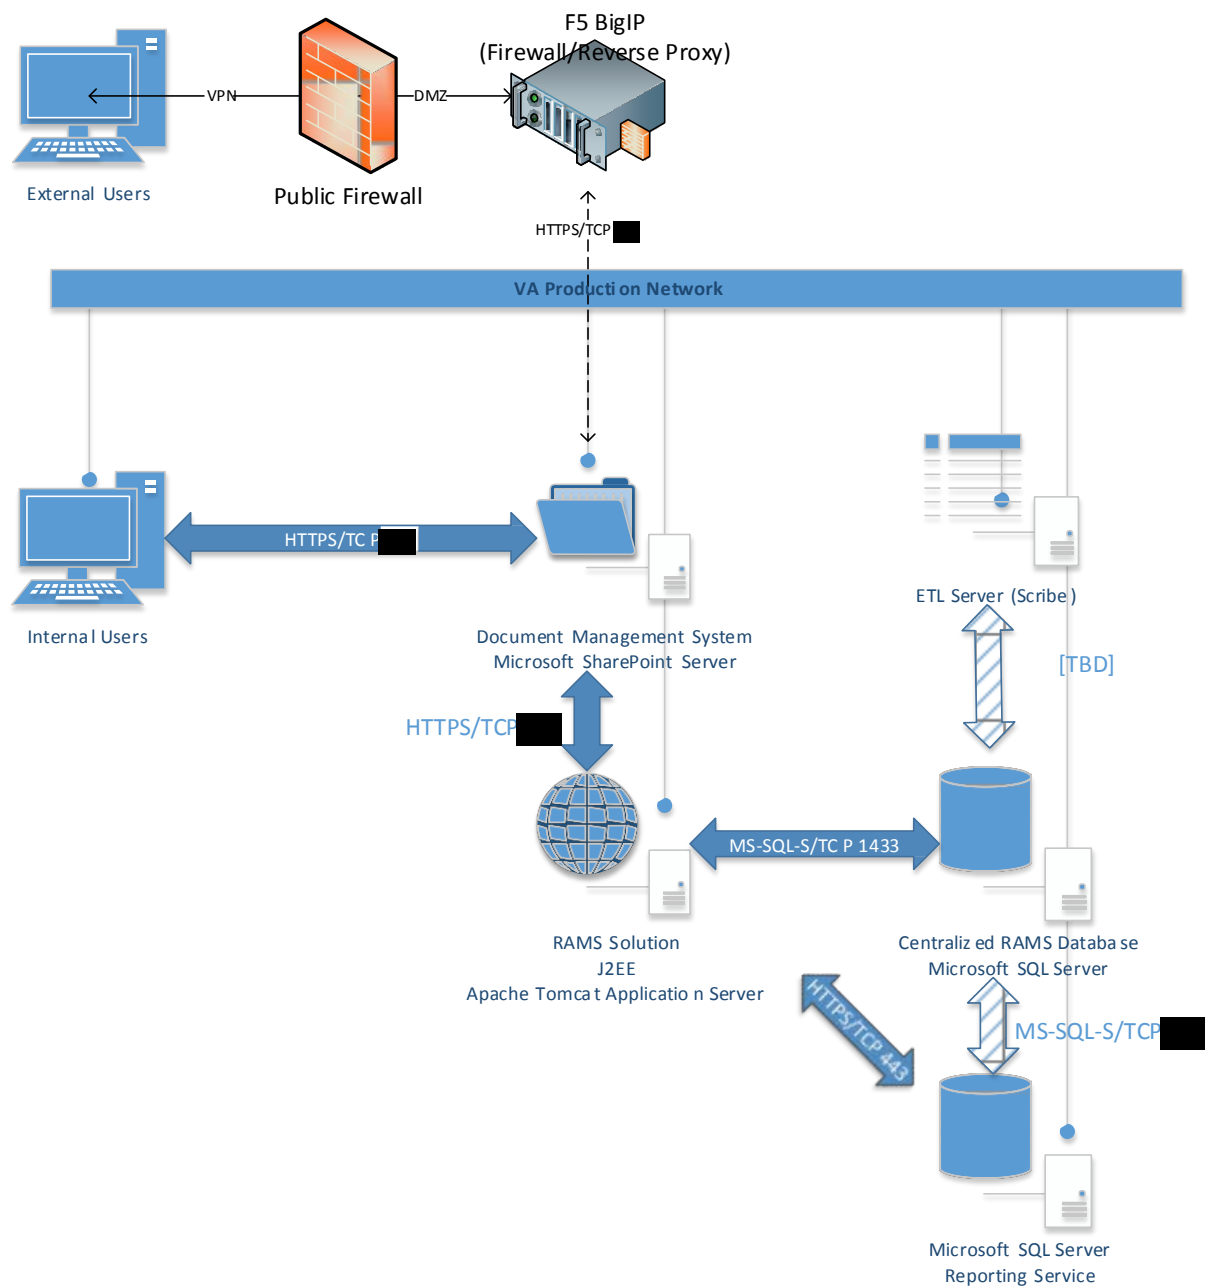 F5 BigIP
(Firewall/Reverse Proxy)
VPN
DMZ
External Users
Public Firewall
HTTPS/TCP
VA Production Network
HTTPS/TCP
ETL Server (Scribe)
Internal Users
Document Management System
Microsoft SharePoint Server
[TBD]
HTTPS/TCP
MS-SQL-S/TCP 1433
RAMS Solution
J2EE
Apache Tomcat Application Server
Centralized RAMS Database
Microsoft SQL Server
HTTPS/TCP 443
MS-SQL-S/TCP
Microsoft SQL Server
Reporting Service